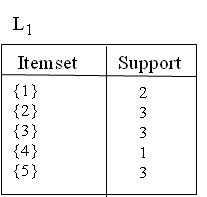 L₁
Itemset Support
{1} 2
{2} 3
{3} 3
{4} 1
{5} 3